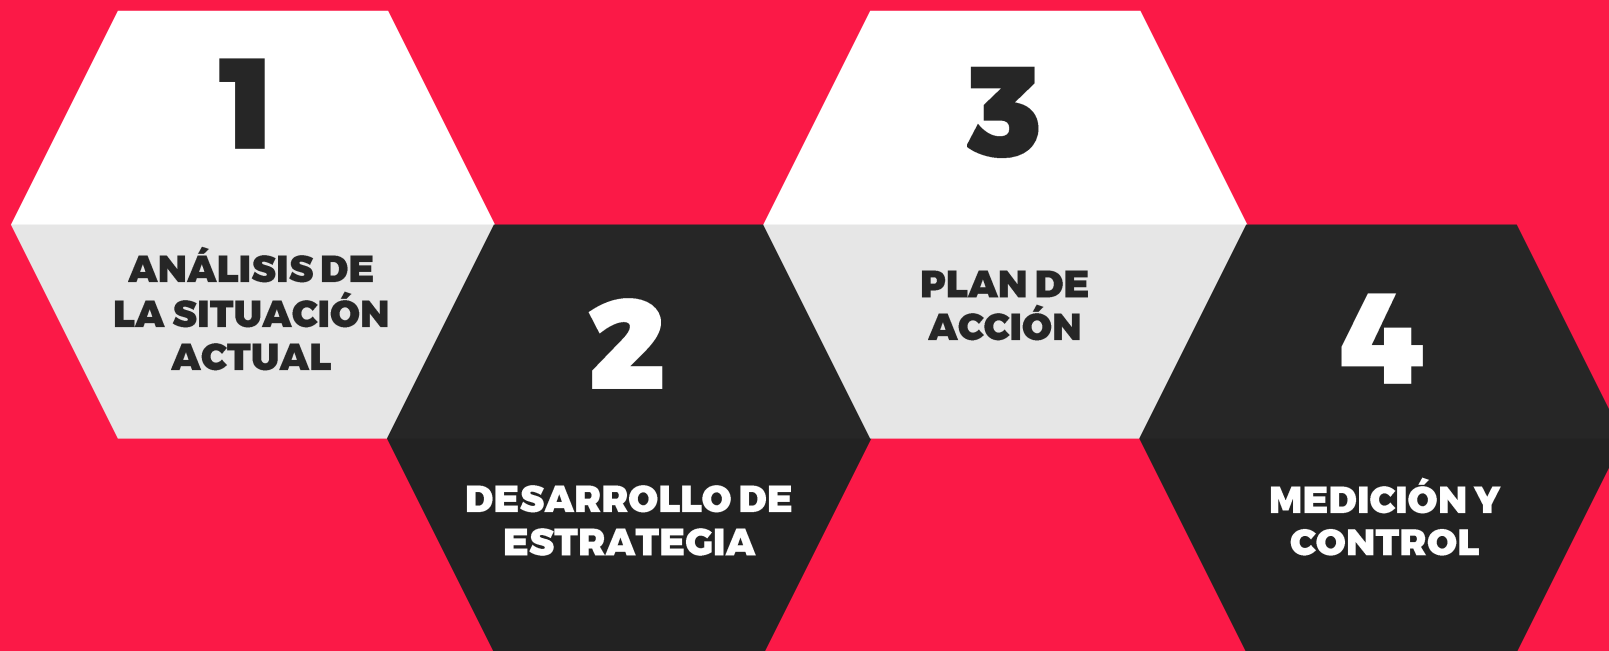 1
ANÁLISIS DE
LA SITUACIÓN
ACTUAL
2
DESARROLLO DE
ESTRATEGIA
3
PLAN DE
ACCIÓN
4
MEDICIÓN Y
CONTROL